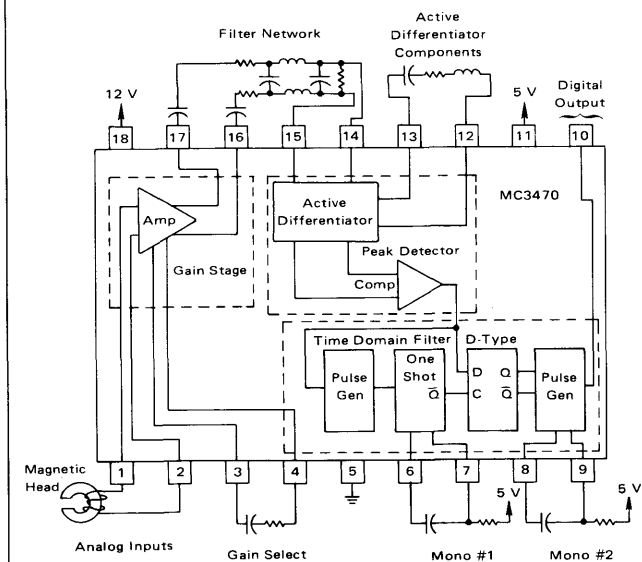 Filter Network
Active
Differentiator
Components
12 V
5 V
Digital
Output
18
17
16
15
14
13
12
11
10
MC3470
Amp
Gain Stage
Active
Differentiator
Peak Detector
Comp
Time Domain Filter
D-Type
Pulse
Gen
One
Shot
Q̅
D
Q
C
Q̅
Pulse
Gen
1
2
3
4
5
6
7
8
9
Magnetic
Head
5 V
5 V
Analog Inputs
Gain Select
Mono #1
Mono #2